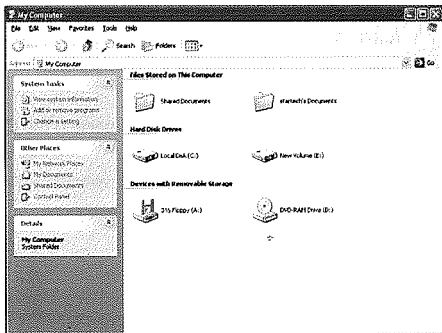 My Computer
File Edit View Favorites Tools Help
Search Folders
Address My Computer Go
System Tasks
View system information
Add or remove programs
Change a setting
Other Places
My Network Places
My Documents
Shared Documents
Control Panel
Details
My Computer
System Folder
Files Stored on This Computer
Shared Documents startech's Documents
Hard Disk Drives
Local Disk (C:) New Volume (E:)
Devices with Removable Storage
3½ Floppy (A:) DVD-RAM Drive (D:)